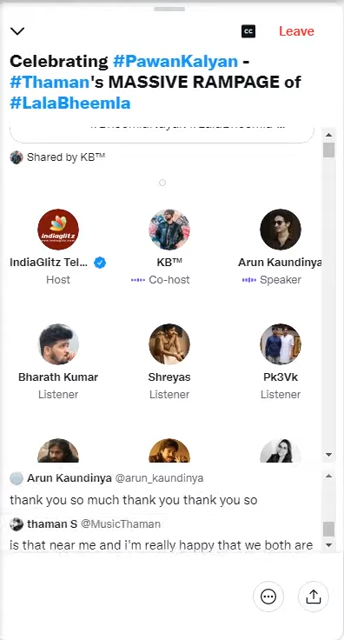 CC
Leave
Celebrating #PawanKalyan -
#Thaman's MASSIVE RAMPAGE of
#LalaBheemla
Shared by KB™
indiaglitz
IndiaGlitz Tel...
KB™
Arun Kaundinya
Host
Co-host
Speaker
Bharath Kumar
Shreyas
Pk3Vk
Listener
Listener
Listener
Arun Kaundinya @arun_kaundinya
thank you so much thank you thank you so
thaman S @MusicThaman
is that near me and i'm really happy that we both are